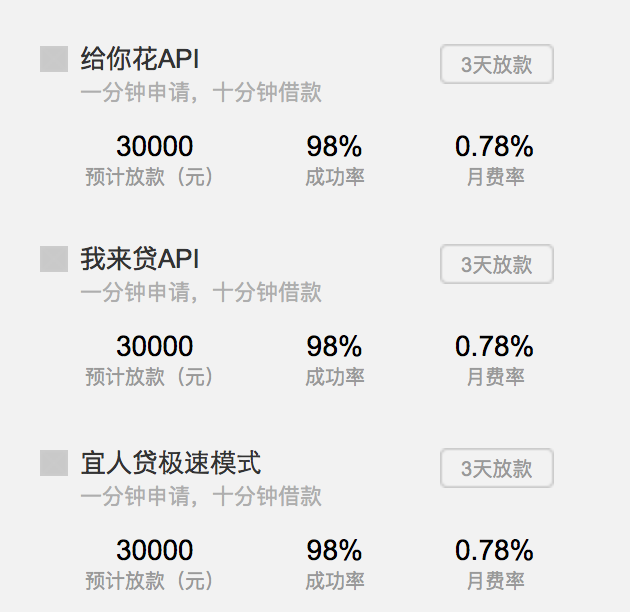 给你花API 3天放款
一分钟申请，十分钟借款
30000 98% 0.78%
预计放款（元） 成功率 月费率
我来贷API 3天放款
一分钟申请，十分钟借款
30000 98% 0.78%
预计放款（元） 成功率 月费率
宜人贷极速模式 3天放款
一分钟申请，十分钟借款
30000 98% 0.78%
预计放款（元） 成功率 月费率